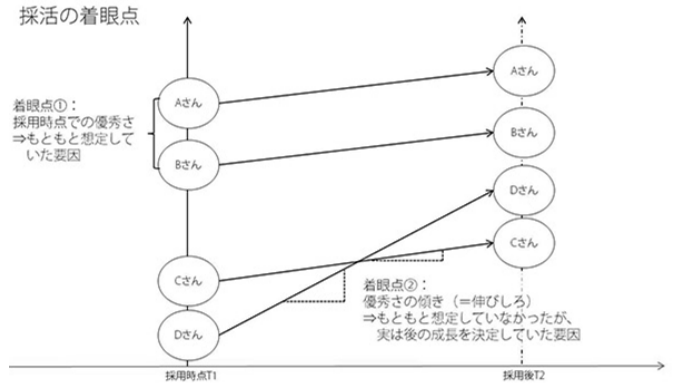 採活の着眼点
着眼点①：
採用時点での優秀さ
⇒もともと想定して
いた要因
Aさん
Bさん
Cさん
Dさん
Aさん
Bさん
Dさん
Cさん
着眼点②：
優秀さの傾き（＝伸びしろ）
⇒もともと想定していなかったが、
実は後の成長を決定していた要因
採用時点T1
採用後T2